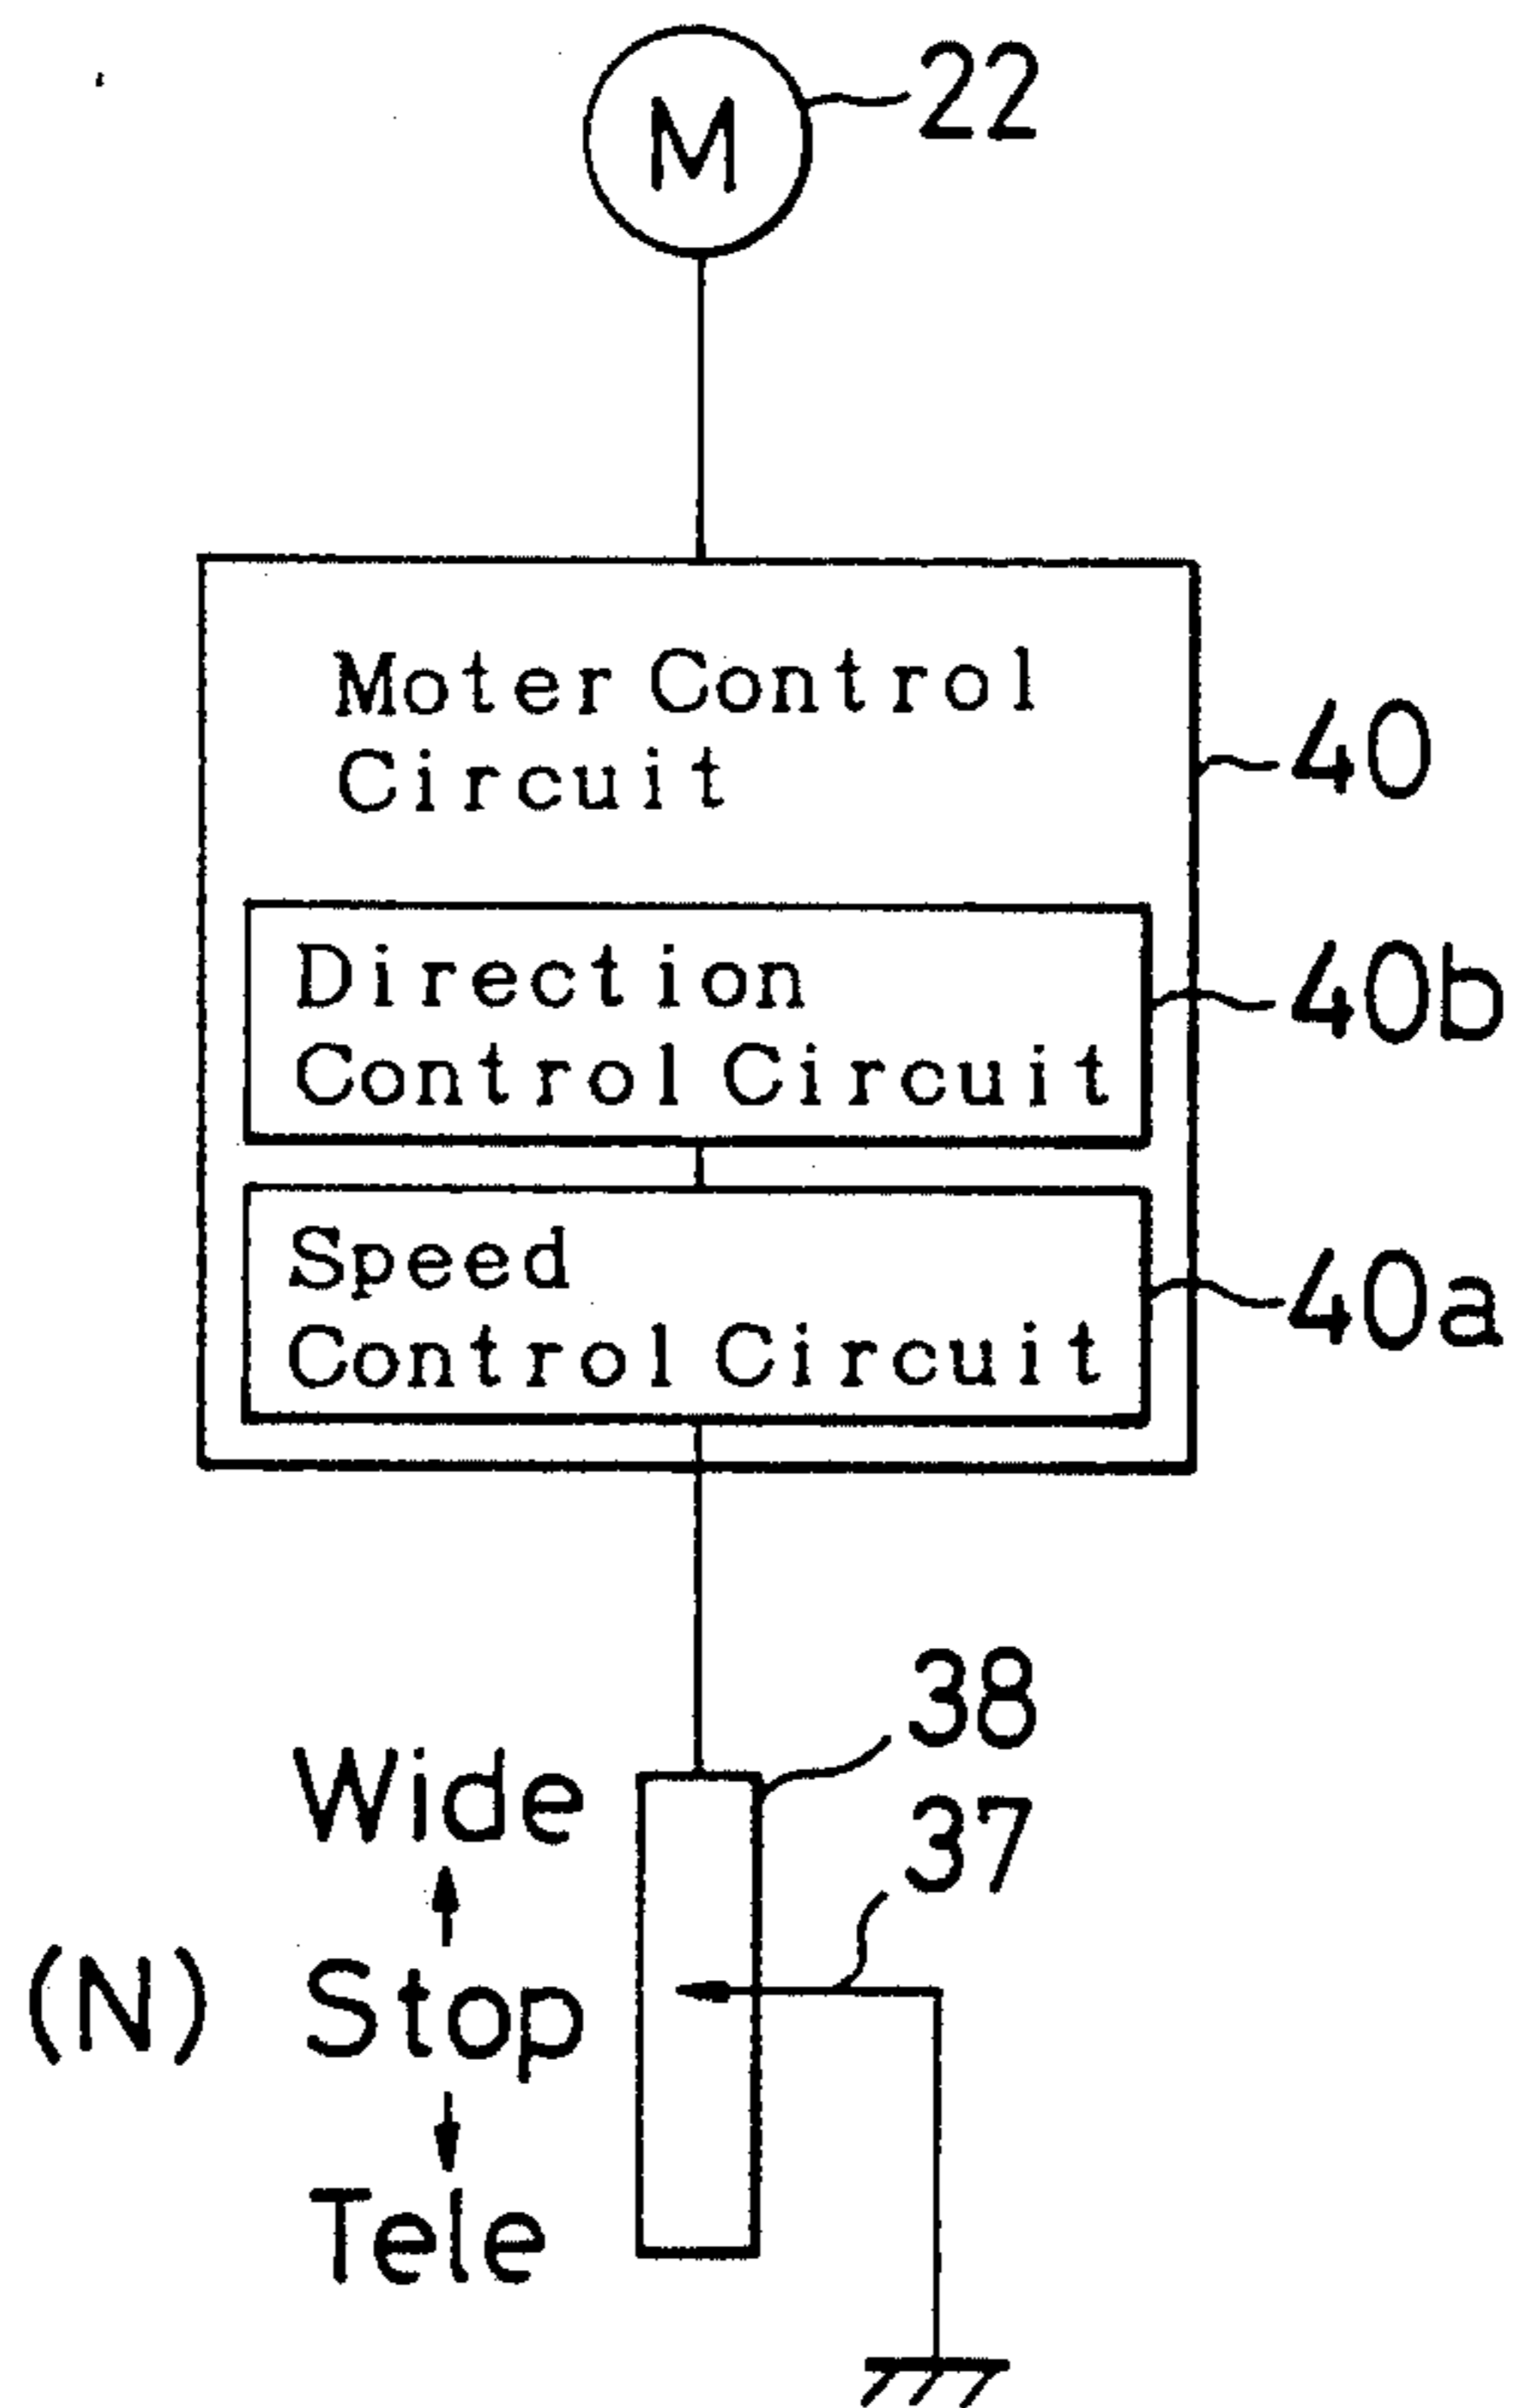 M 22
Moter Control
Circuit
40
Direction
Control Circuit
40b
Speed
Control Circuit
40a
38
Wide
37
(N) Stop
Tele